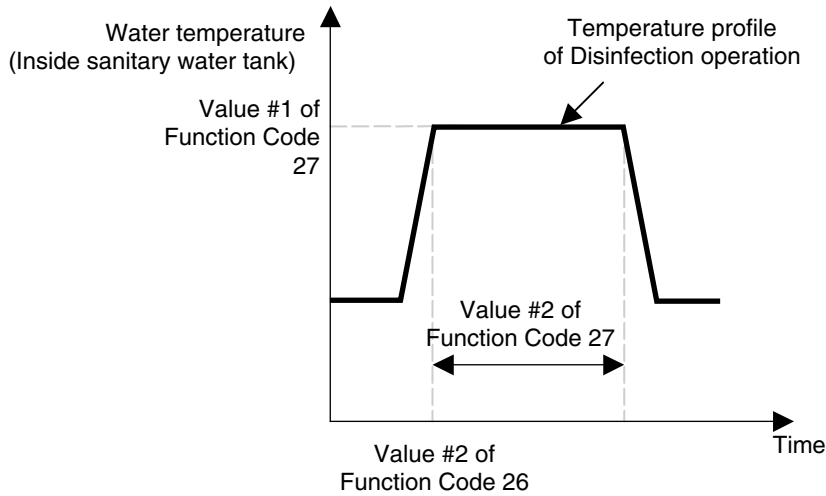 Water temperature
(Inside sanitary water tank)
Temperature profile
of Disinfection operation
Value #1 of
Function Code
27
Value #2 of
Function Code 27
Time
Value #2 of
Function Code 26